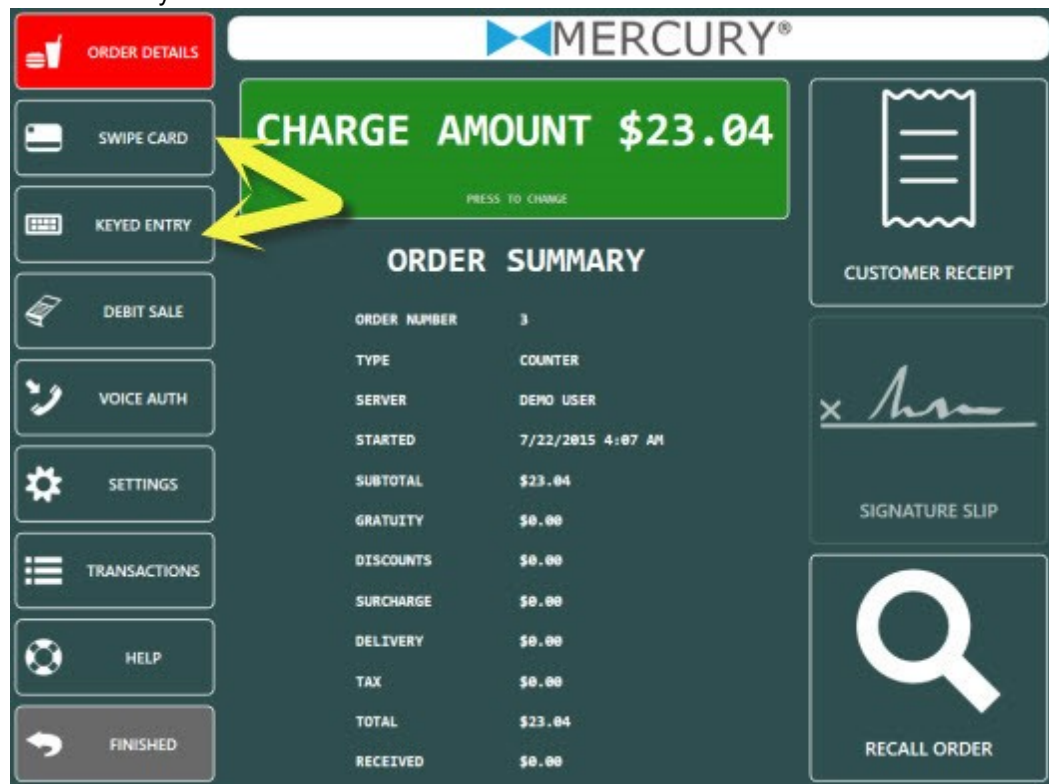 ORDER DETAILS
SWIPE CARD
KEYED ENTRY
DEBIT SALE
VOICE AUTH
SETTINGS
TRANSACTIONS
HELP
FINISHED
MERCURY®
CHARGE AMOUNT $23.04
PRESS TO CHANGE
ORDER SUMMARY
ORDER NUMBER 3
TYPE COUNTER
SERVER DEMO USER
STARTED 7/22/2015 4:07 AM
SUBTOTAL $23.04
GRATUITY $0.00
DISCOUNTS $0.00
SURCHARGE $0.00
DELIVERY $0.00
TAX $0.00
TOTAL $23.04
RECEIVED $0.00
CUSTOMER RECEIPT
X
SIGNATURE SLIP
RECALL ORDER